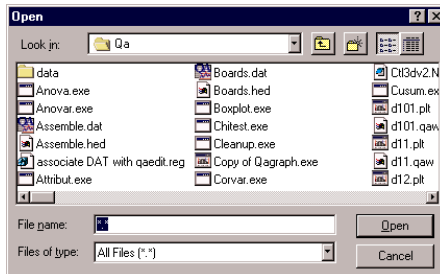 Open
Look in: Qa
data Boards.dat Ctl3dv2.N
Anova.exe Boards.hed Cusum.ex
Anovar.exe Boxplot.exe d101.plt
Assemble.dat Chitest.exe d101.qaw
Assemble.hed Cleanup.exe d11.plt
associate DAT with qaedit.reg Copy of Qagraph.exe d11.qaw
Attribut.exe Corvar.exe d12.plt
File name: *.* Open
Files of type: All Files (*.*) Cancel